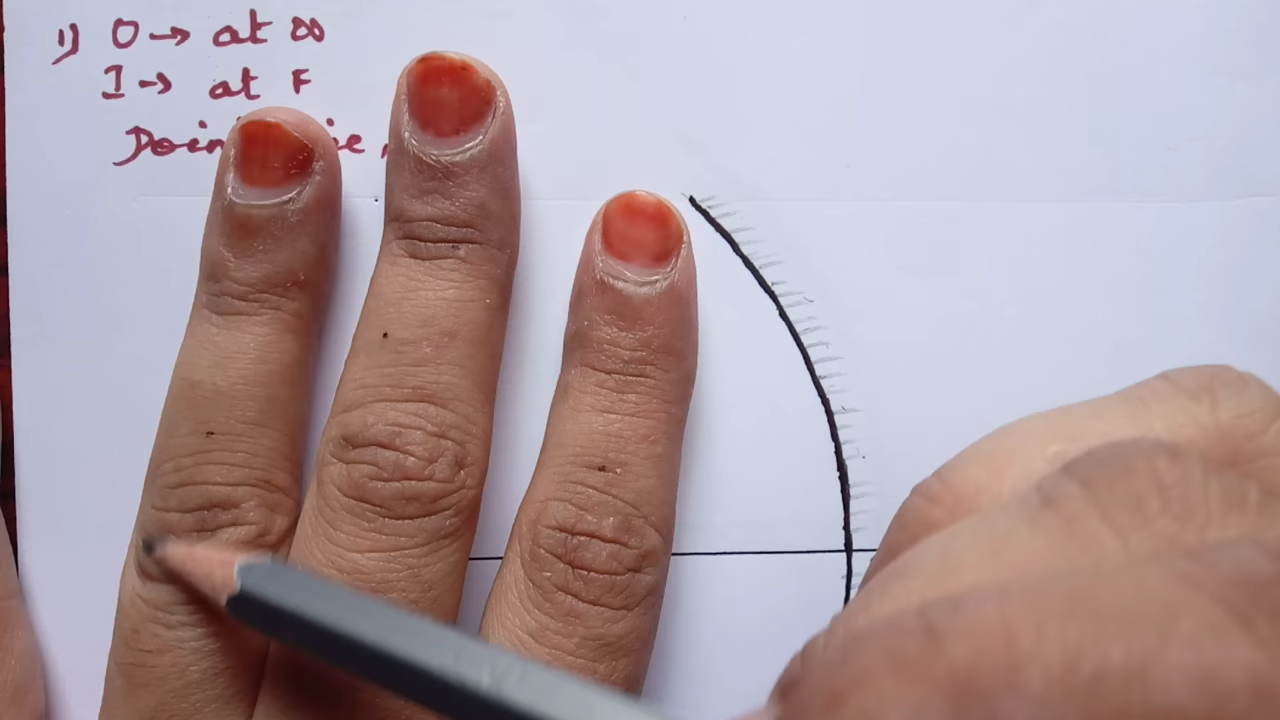 1) O → at ∞
I → at F